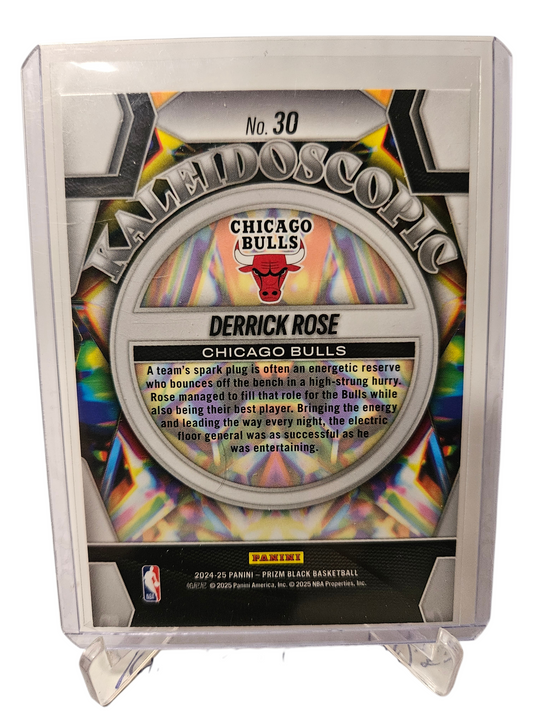 No. 30
KALEIDOSCOPIC
CHICAGO
BULLS
DERRICK ROSE
CHICAGO BULLS
A team's spark plug is often an energetic reserve
who bounces off the bench in a high-strung hurry.
Rose managed to fill that role for the Bulls while
also being their best player. Bringing the energy
and leading the way every night, the electric
floor general was as successful as he
was entertaining.
PANINI
2024-25 PANINI – PRIZM BLACK BASKETBALL
© 2025 Panini America, Inc. © 2025 NBA Properties, Inc.